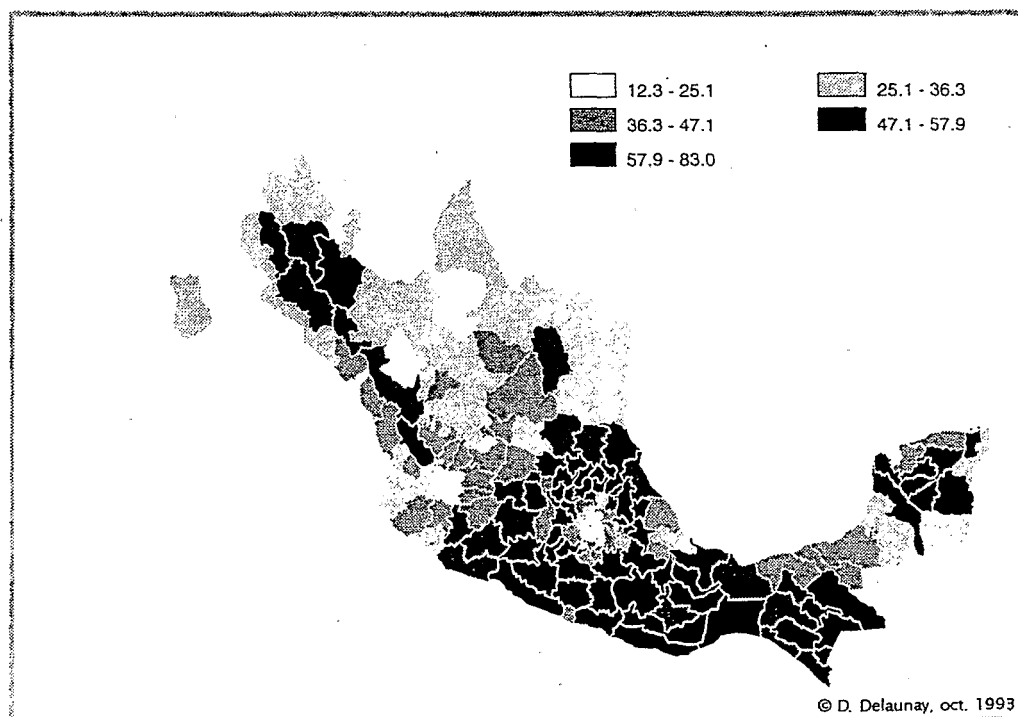 12.3 - 25.1
25.1 - 36.3
36.3 - 47.1
47.1 - 57.9
57.9 - 83.0
© D. Delaunay, oct. 1993